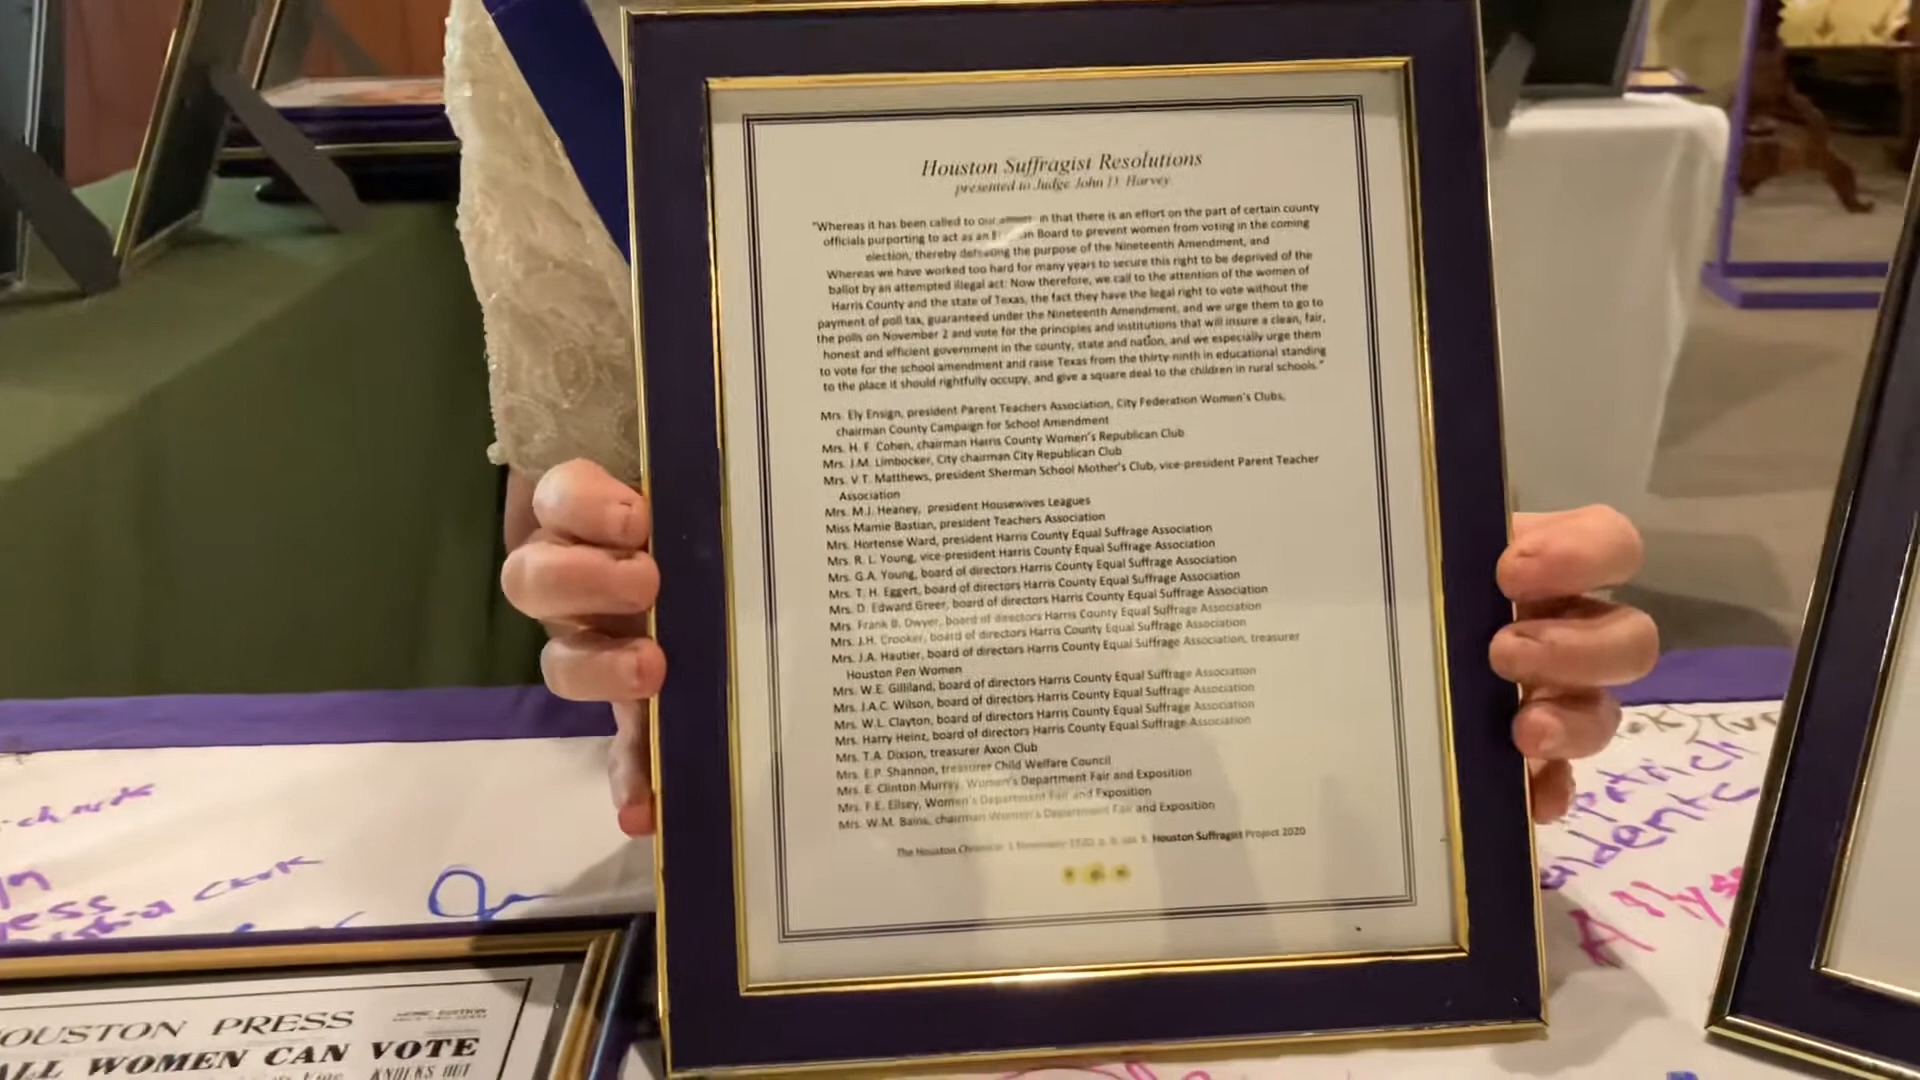 Houston Suffragist Resolutions
presented to Judge John D. Harvey
"Whereas it has been called to our in that there is an effort on the part of certain county
officials purporting to act as an Board to prevent women from voting in the coming
election, thereby defeating the purpose of the Nineteenth Amendment, and
Whereas we have worked too hard for many years to secure this right to be deprived of the
ballot by an attempted illegal act: Now therefore, we call to the attention of the women of
Harris County and the state of Texas, the fact they have the legal right to vote without the
payment of poll tax, guaranteed under the Nineteenth Amendment, and we urge them to go to
the polls on November 2 and vote for the principles and institutions that will insure a clean, fair,
honest and efficient government in the county, state and nation, and we especially urge them
to vote for the school amendment and raise Texas from the thirty-ninth in educational standing
to the place it should rightfully occupy, and give a square deal to the children in rural schools."
Mrs. Ely Ensign, president Parent Teachers Association, City Federation Women's Clubs,
chairman County Campaign for School Amendment
Mrs. H. F. Cohen, chairman Harris County Women's Republican Club
Mrs. J.M. Limbocker, City chairman City Republican Club
Mrs. V.T. Matthews, president Sherman School Mother's Club, vice-president Parent Teacher
Association
Mrs. M.J. Heaney, president Housewives Leagues
Miss Mamie Bastian, president Teachers Association
Mrs. Hortense Ward, president Harris County Equal Suffrage Association
Mrs. R. L. Young, vice-president Harris County Equal Suffrage Association
Mrs. G.A. Young, board of directors Harris County Equal Suffrage Association
Mrs. T. H. Eggert, board of directors Harris County Equal Suffrage Association
Mrs. D. Edward Greer, board of directors Harris County Equal Suffrage Association
Mrs. Frank B. Dwyer, board of directors Harris County Equal Suffrage Association
Mrs. J.H. Crooker, board of directors Harris County Equal Suffrage Association
Mrs. J.A. Hautier, board of directors Harris County Equal Suffrage Association, treasurer
Houston Pen Women
Mrs. W.E. Gilliland, board of directors Harris County Equal Suffrage Association
Mrs. J.A.C. Wilson, board of directors Harris County Equal Suffrage Association
Mrs. W.L. Clayton, board of directors Harris County Equal Suffrage Association
Mrs. Harry Heinz, board of directors Harris County Equal Suffrage Association
Mrs. T.A. Dixson, treasurer Axon Club
Mrs. E.P. Shannon, treasurer Child Welfare Council
Mrs. E. Clinton Murray, Women's Department Fair and Exposition
Mrs. F.E. Ellsey, Women's Department Fair and Exposition
Mrs. W.M. Bains, chairman Women's Department Fair and Exposition
The Houston Houston Suffragist Project 2020
HOUSTON PRESS
ALL WOMEN CAN VOTE
KNOCKS OUT